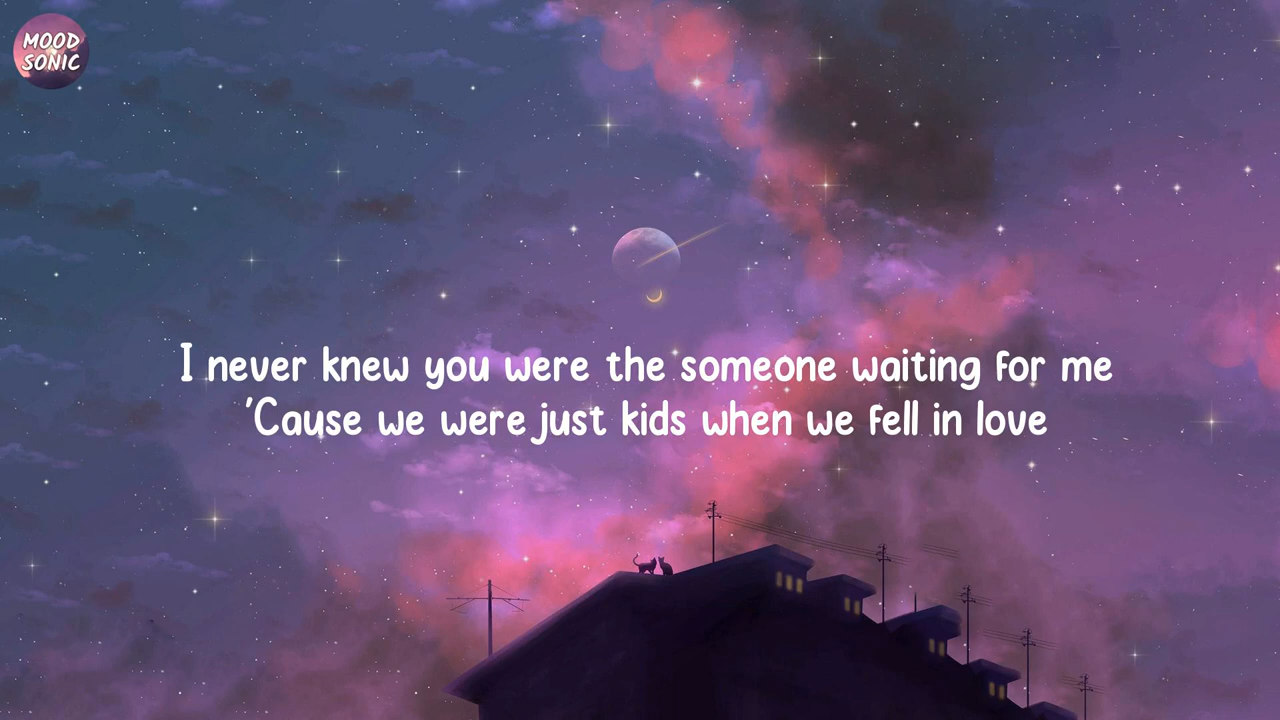 MOOD
SONIC
I never knew you were the someone waiting for me
'Cause we were just kids when we fell in love